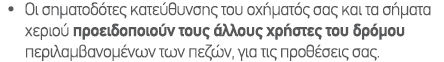 • Οι σηματοδότες κατεύθυνσης του οχήματός σας και τα σήματα
χεριού προειδοποιούν τους άλλους χρήστες του δρόμου
περιλαμβανομένων των πεζών, για τις προθέσεις σας.